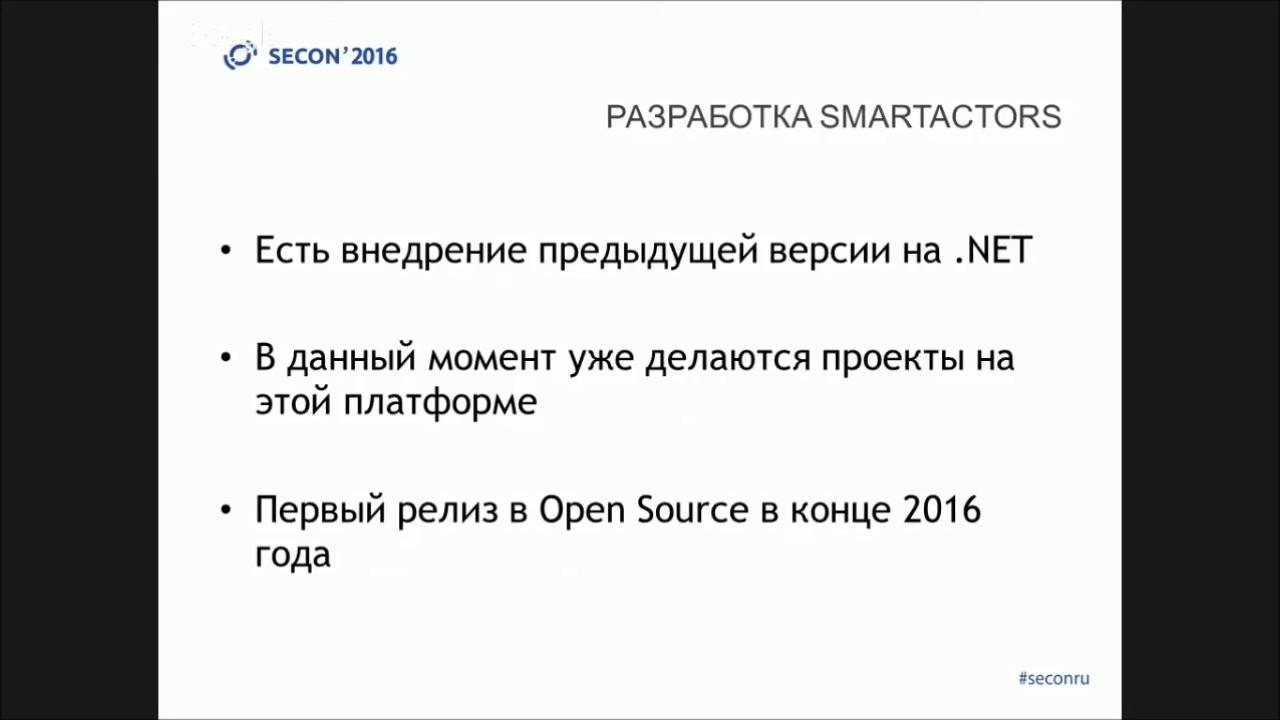 SECON’2016
РАЗРАБОТКА SMARTACTORS
• Есть внедрение предыдущей версии на .NET
• В данный момент уже делаются проекты на
этой платформе
• Первый релиз в Open Source в конце 2016
года
#seconru